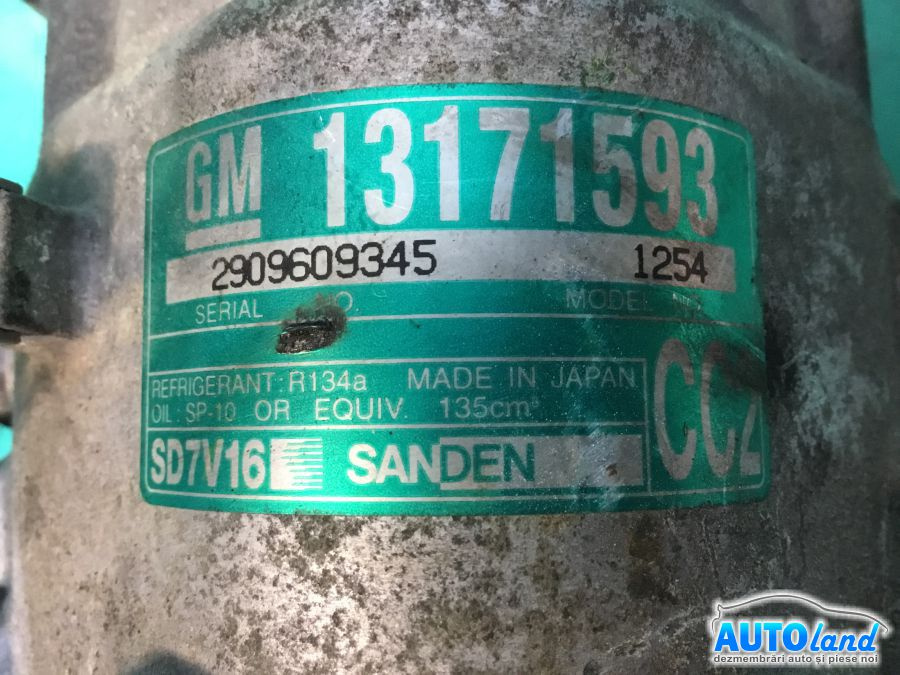 GM 13171593
2909609345 1254
SERIAL NO. MODEL
REFRIGERANT: R134a MADE IN JAPAN
OIL SP-10 OR EQUIV. 135cm³
SD7V16 SANDEN CC2
AUTOland
dezmembrări auto și piese noi